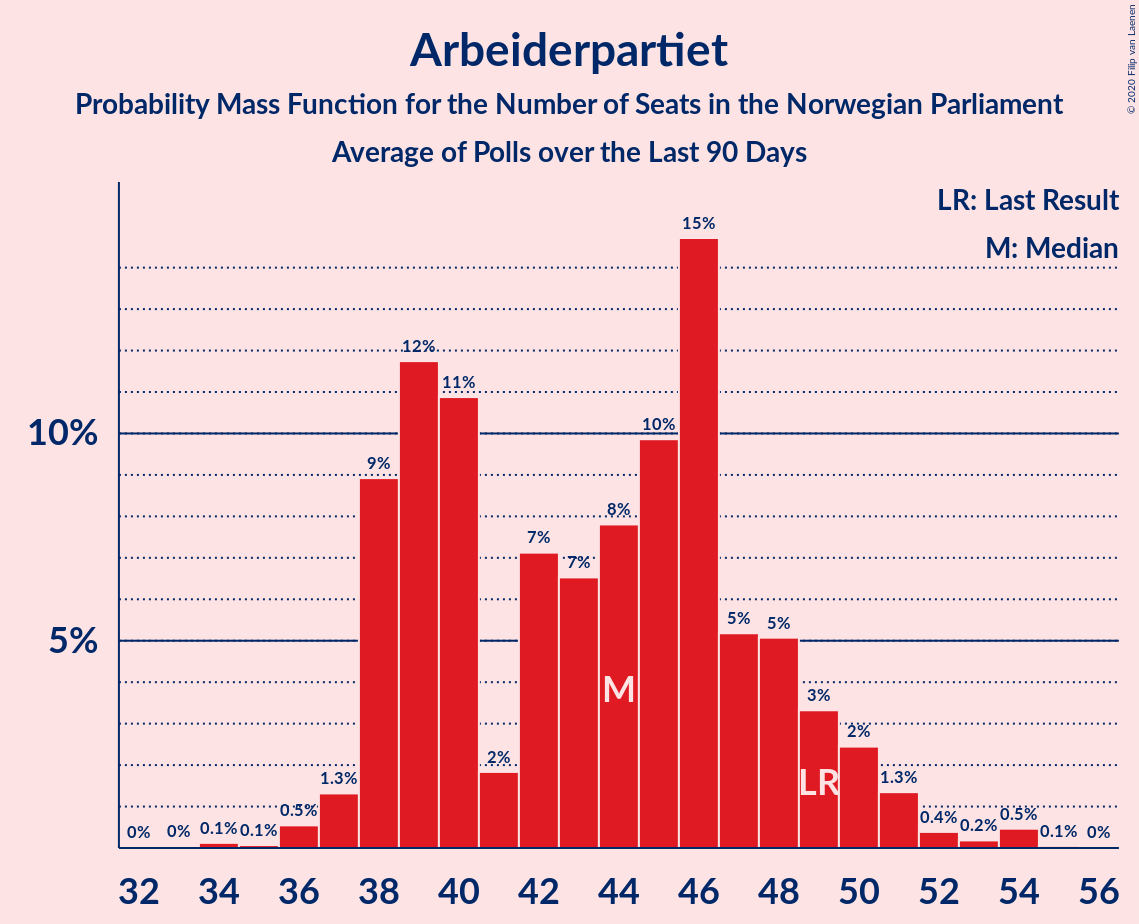 Arbeiderpartiet
Probability Mass Function for the Number of Seats in the Norwegian Parliament
Average of Polls over the Last 90 Days
© 2020 Filip van Laenen
LR: Last Result
M: Median
10%
5%
0% 0% 0.1% 0.1% 0.5% 1.3% 9% 12% 11% 2% 7% 7% 8% 10% 15% 5% 5% 3% 2% 1.3% 0.4% 0.2% 0.5% 0.1% 0%
M
LR
32 34 36 38 40 42 44 46 48 50 52 54 56